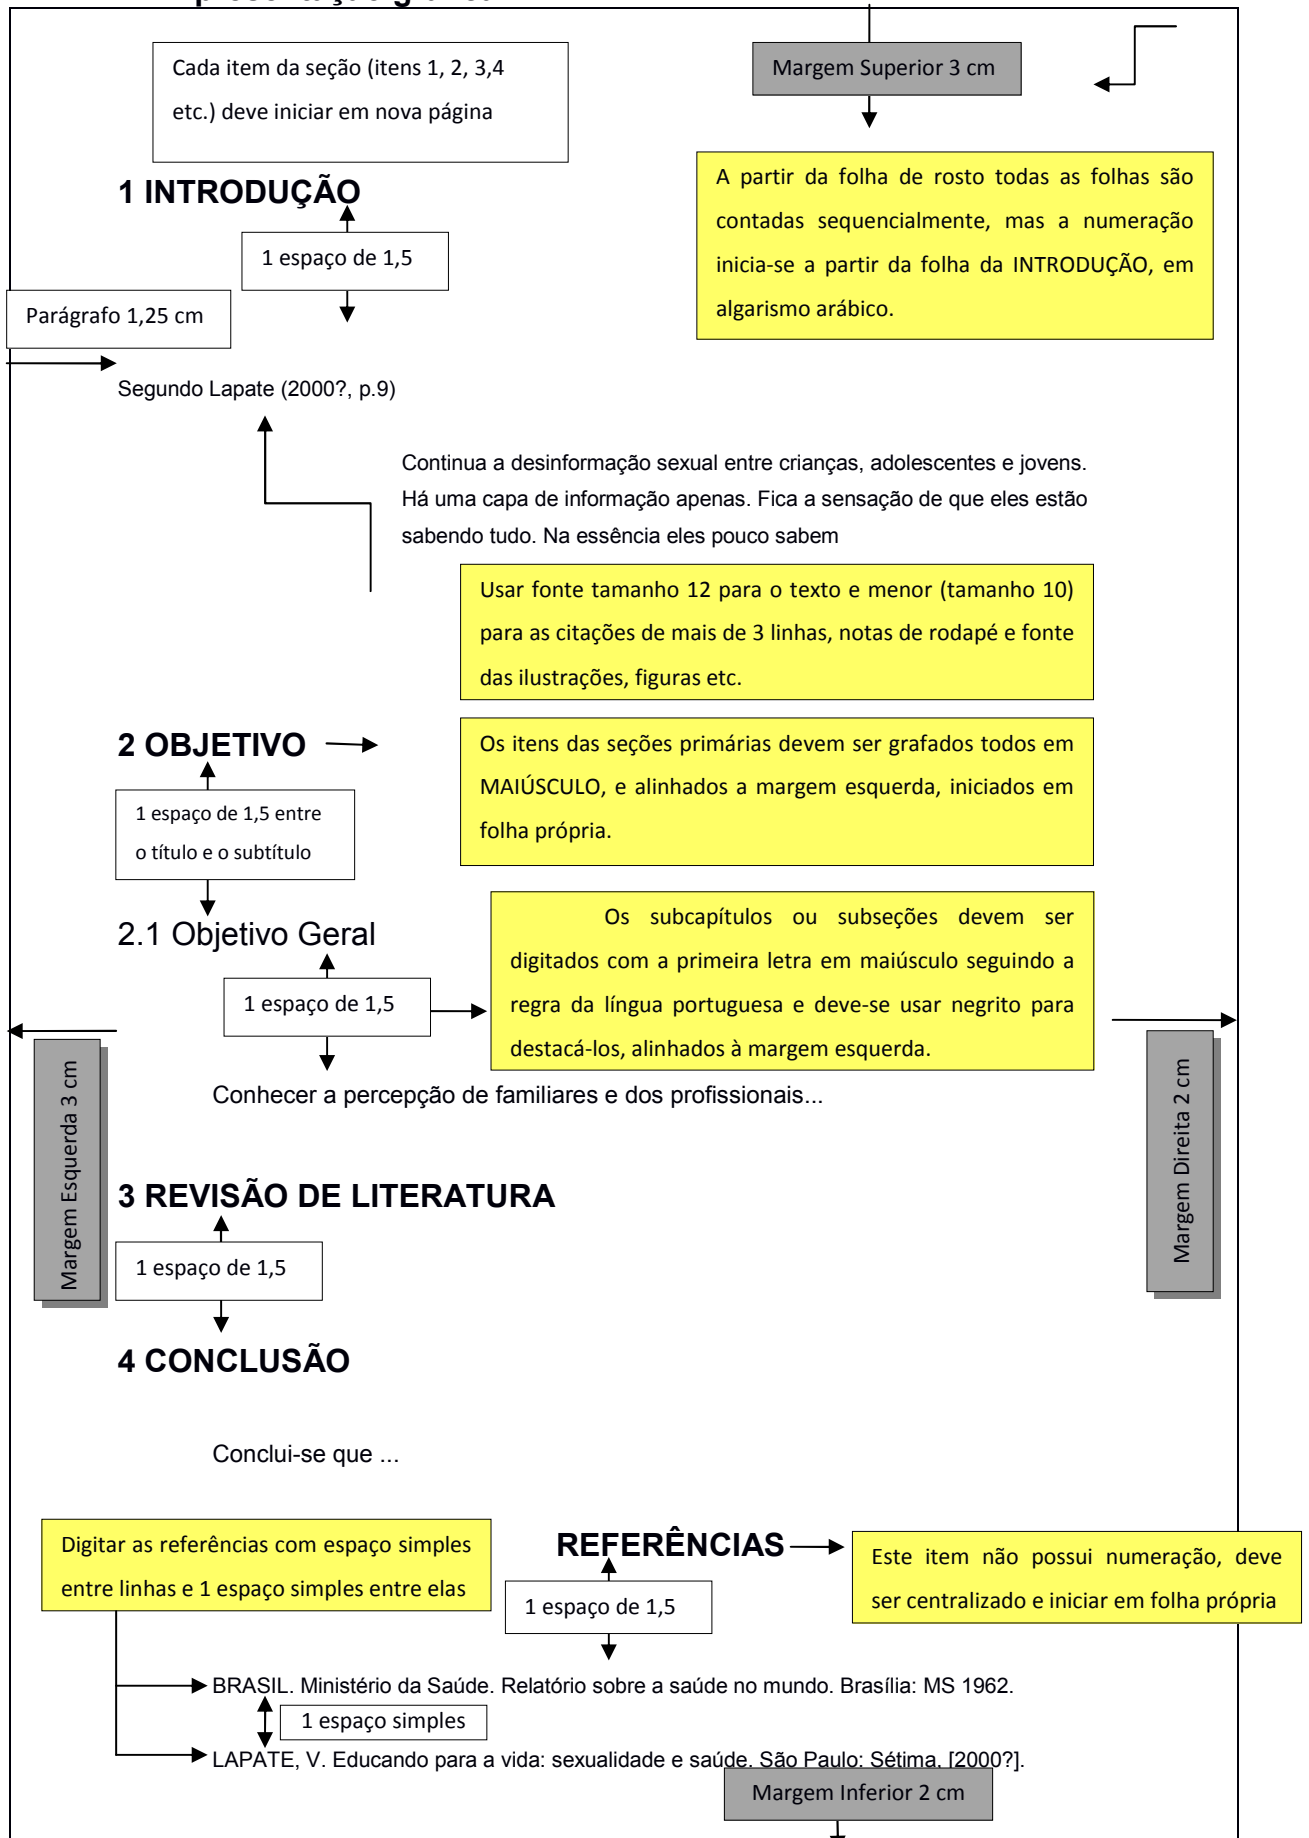 Cada item da seção (itens 1, 2, 3,4
etc.) deve iniciar em nova página
Margem Superior 3 cm
1 INTRODUÇÃO
A partir da folha de rosto todas as folhas são
contadas sequencialmente, mas a numeração
inicia-se a partir da folha da INTRODUÇÃO, em
algarismo arábico.
1 espaço de 1,5
Parágrafo 1,25 cm
Segundo Lapate (2000?, p.9)
Continua a desinformação sexual entre crianças, adolescentes e jovens.
Há uma capa de informação apenas. Fica a sensação de que eles estão
sabendo tudo. Na essência eles pouco sabem
Usar fonte tamanho 12 para o texto e menor (tamanho 10)
para as citações de mais de 3 linhas, notas de rodapé e fonte
das ilustrações, figuras etc.
2 OBJETIVO
Os itens das seções primárias devem ser grafados todos em
MAIÚSCULO, e alinhados a margem esquerda, iniciados em
folha própria.
1 espaço de 1,5 entre
o título e o subtítulo
2.1 Objetivo Geral
Os subcapítulos ou subseções devem ser
digitados com a primeira letra em maiúsculo seguindo a
regra da língua portuguesa e deve-se usar negrito para
destacá-los, alinhados à margem esquerda.
1 espaço de 1,5
Margem Esquerda 3 cm
Margem Direita 2 cm
Conhecer a percepção de familiares e dos profissionais...
3 REVISÃO DE LITERATURA
1 espaço de 1,5
4 CONCLUSÃO
Conclui-se que ...
Digitar as referências com espaço simples
entre linhas e 1 espaço simples entre elas
REFERÊNCIAS
Este item não possui numeração, deve
ser centralizado e iniciar em folha própria
1 espaço de 1,5
BRASIL. Ministério da Saúde. Relatório sobre a saúde no mundo. Brasília: MS 1962.
1 espaço simples
LAPATE, V. Educando para a vida: sexualidade e saúde. São Paulo: Sétima, [2000?].
Margem Inferior 2 cm